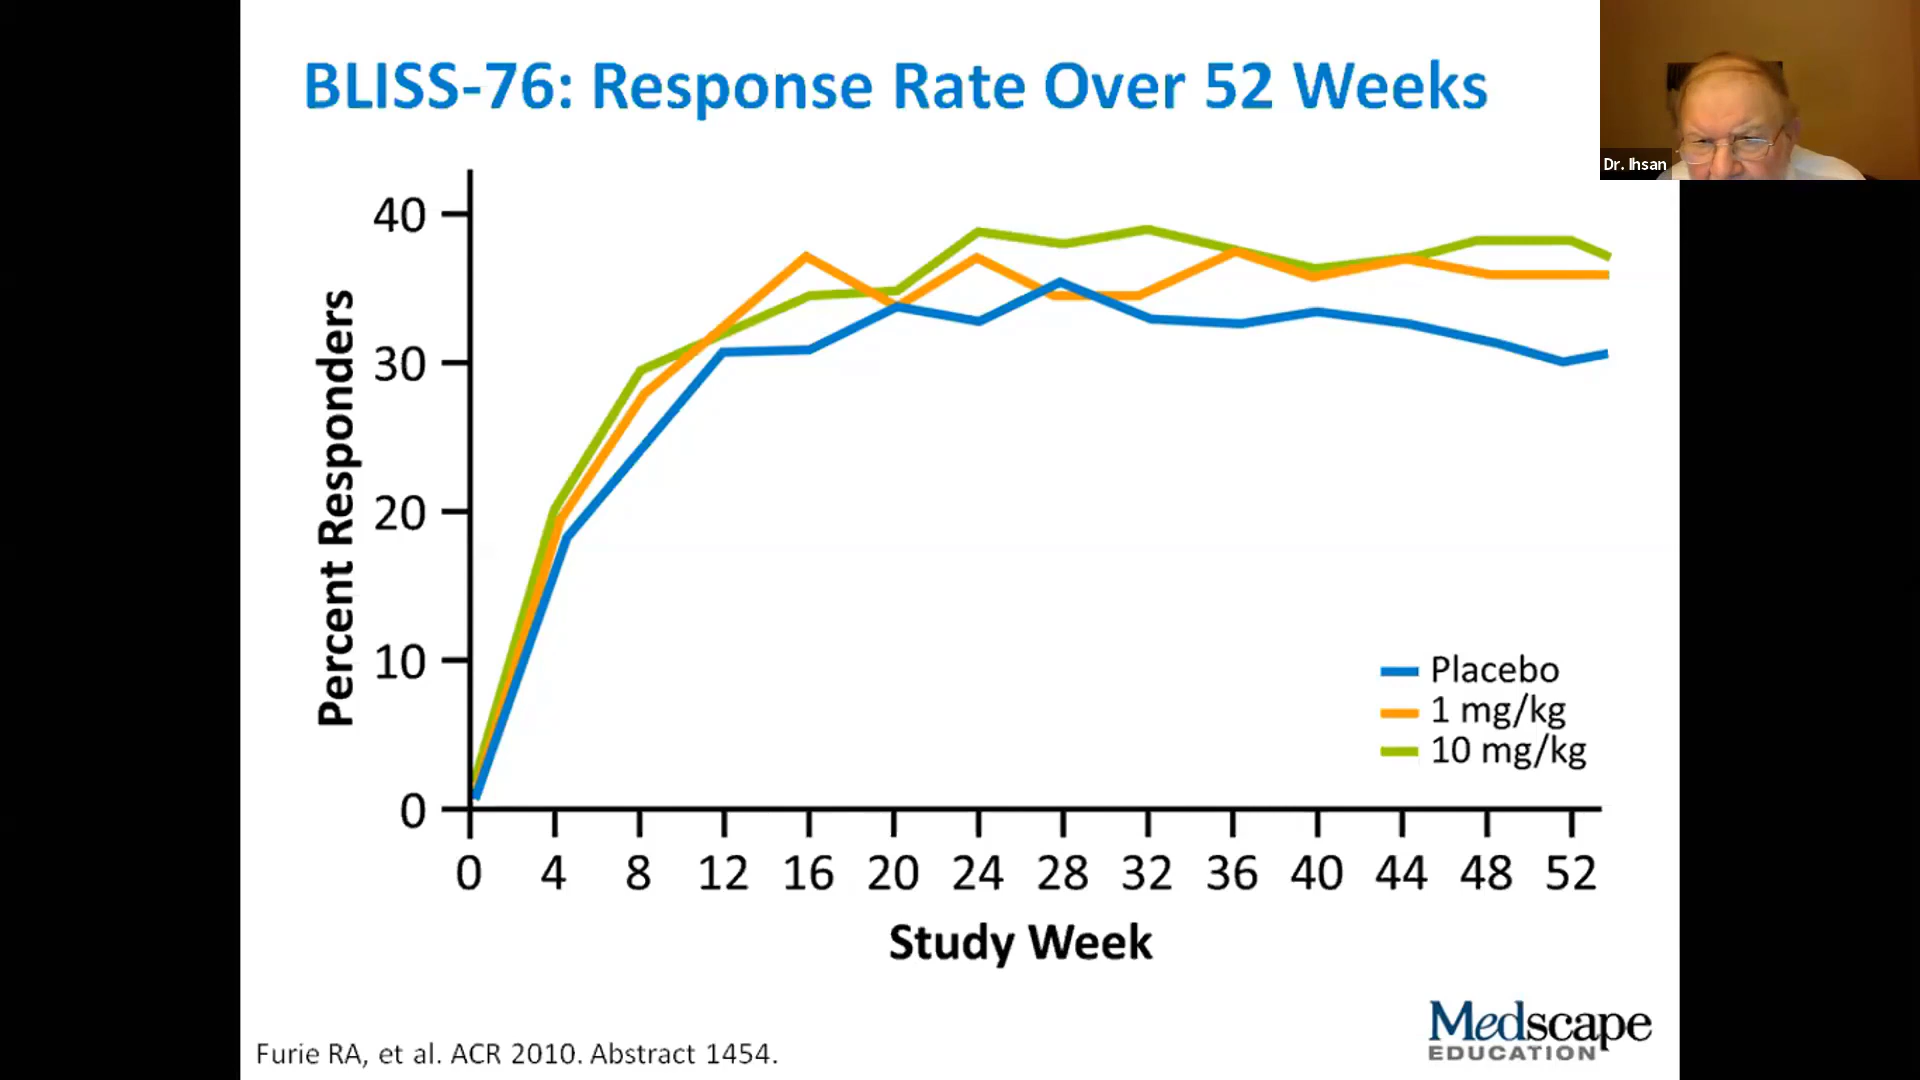 BLISS-76: Response Rate Over 52 Weeks
Dr. Ihsan
Percent Responders
40
30
20
10
0
0 4 8 12 16 20 24 28 32 36 40 44 48 52
Study Week
Placebo
1 mg/kg
10 mg/kg
Furie RA, et al. ACR 2010. Abstract 1454.
Medscape
EDUCATION